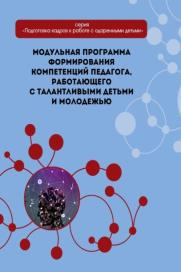 серия
«Подготовка кадров к работе с одаренными детьми»
МОДУЛЬНАЯ ПРОГРАММА
ФОРМИРОВАНИЯ
КОМПЕТЕНЦИЙ ПЕДАГОГА,
РАБОТАЮЩЕГО
С ТАЛАНТЛИВЫМИ ДЕТЬМИ
И МОЛОДЕЖЬЮ